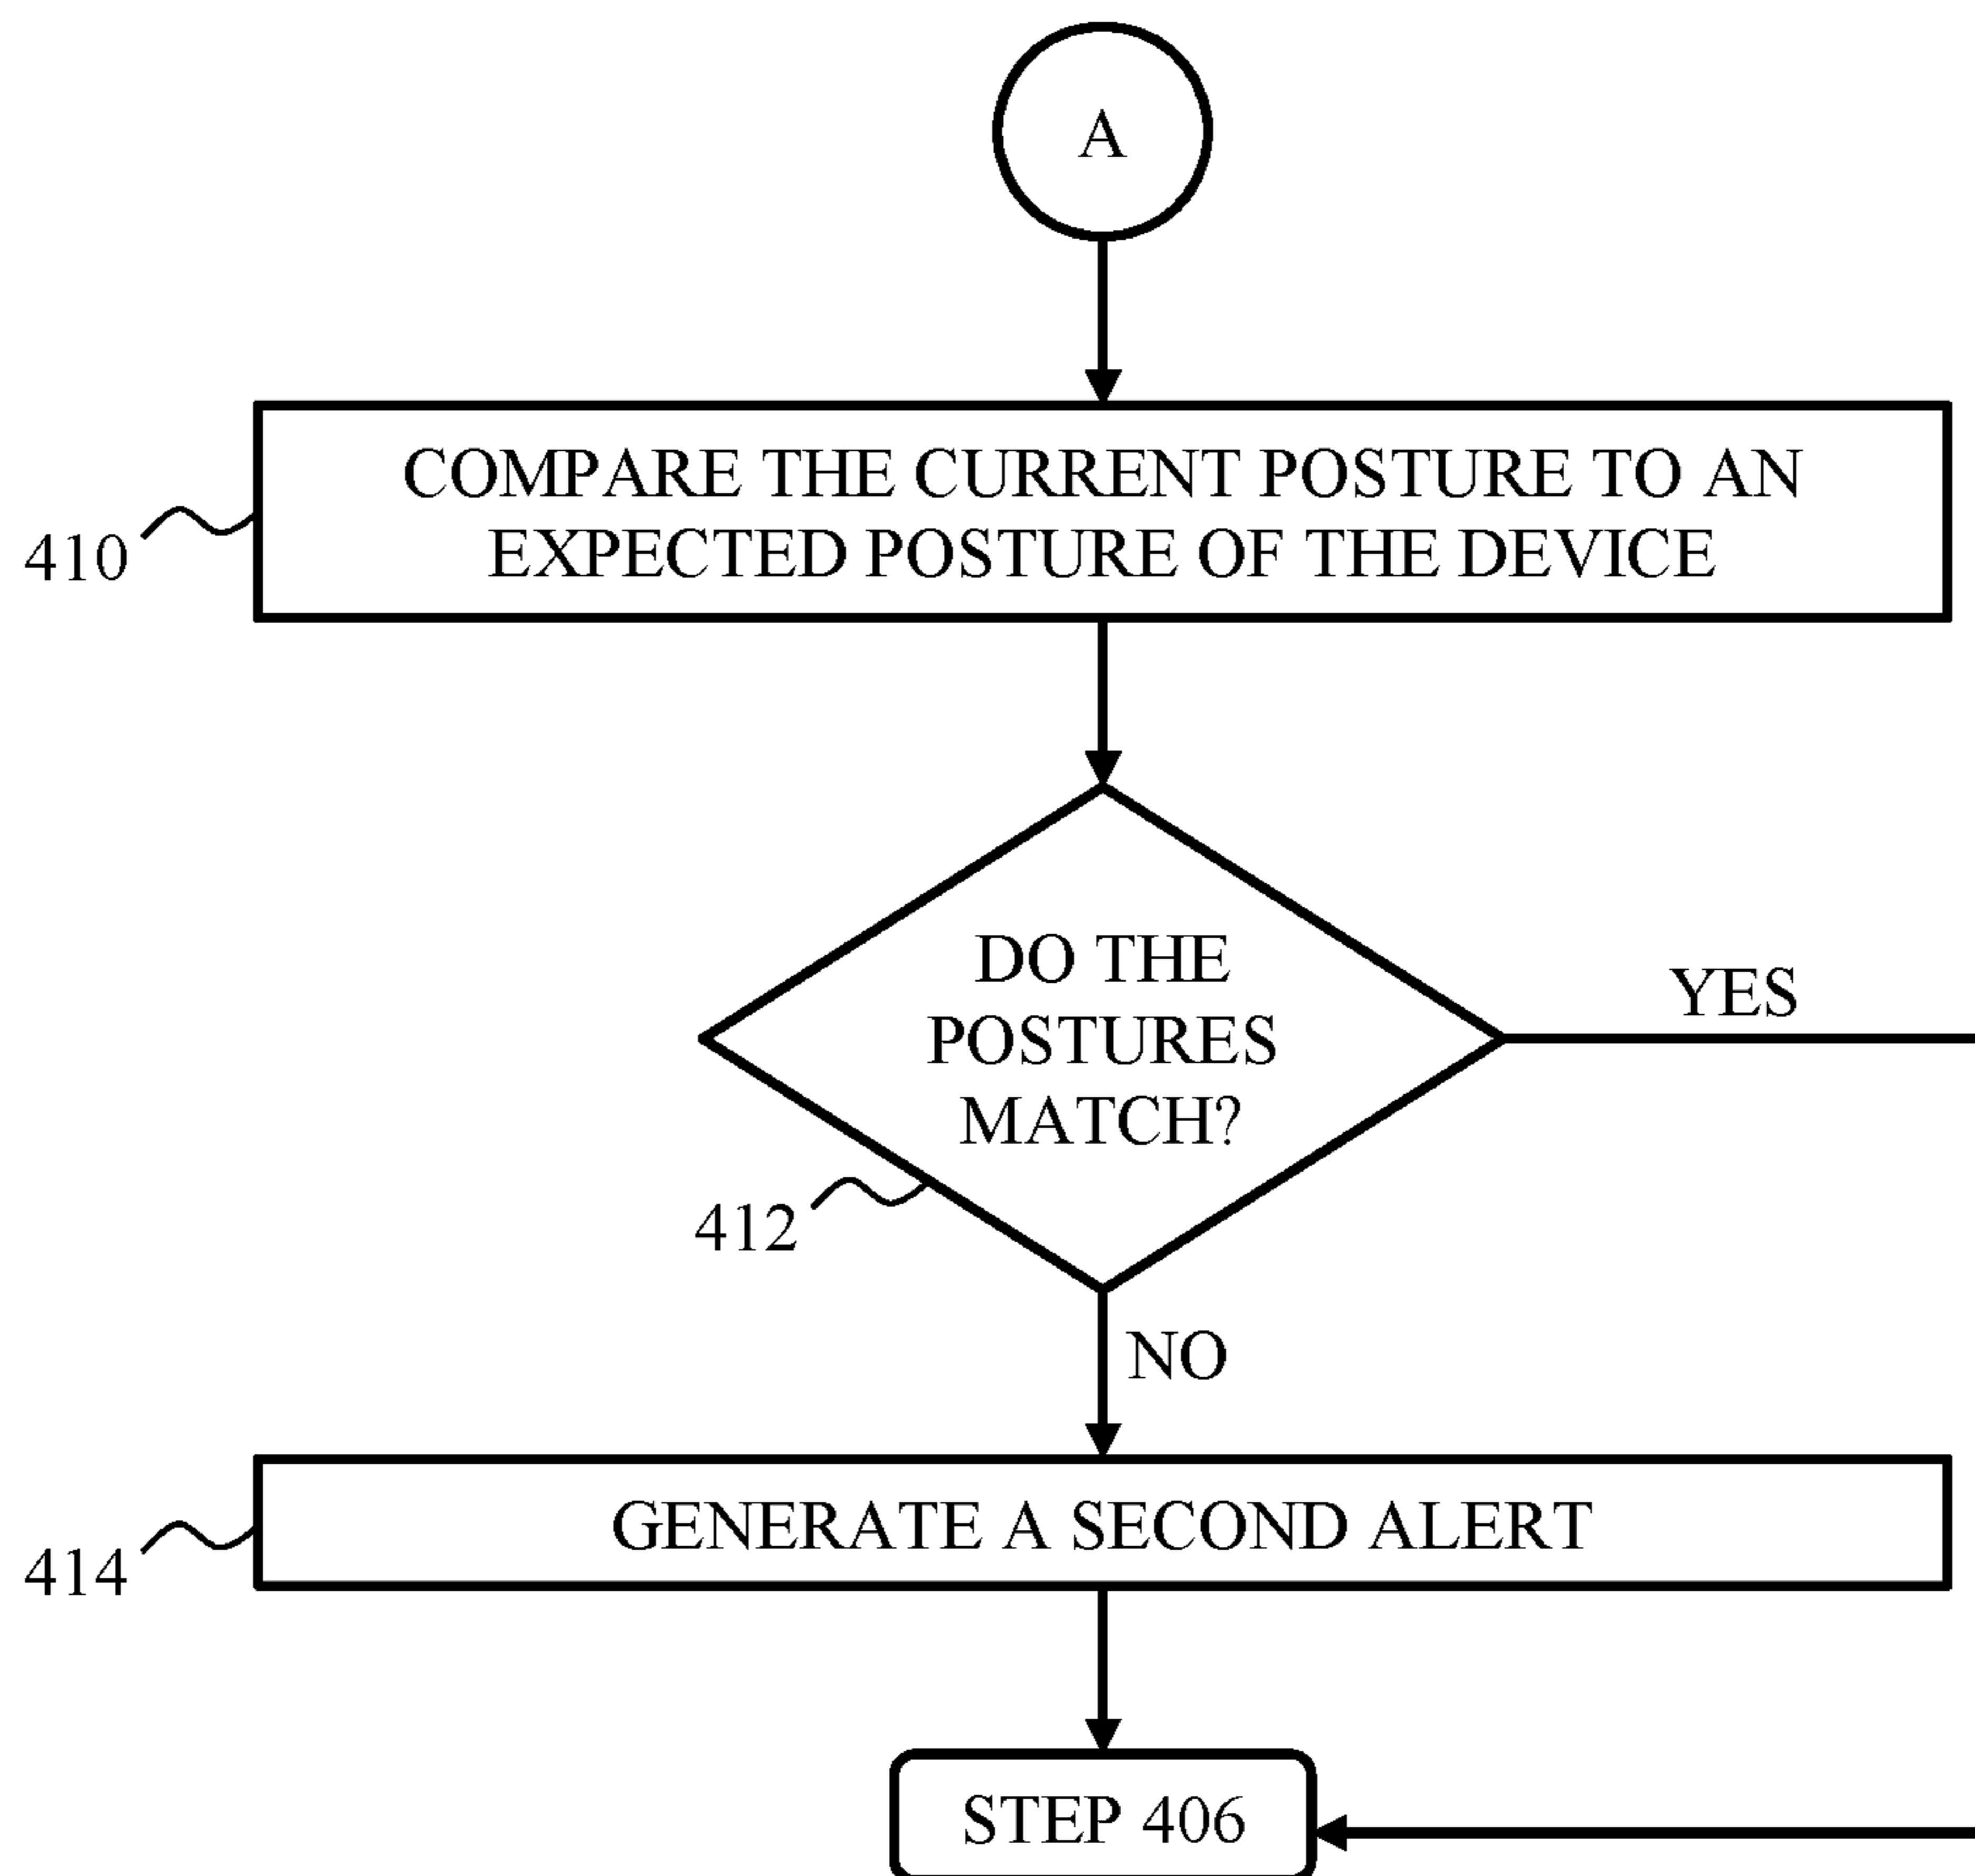 A
COMPARE THE CURRENT POSTURE TO AN
EXPECTED POSTURE OF THE DEVICE
410
DO THE
POSTURES
MATCH?
YES
412
NO
GENERATE A SECOND ALERT
414
STEP 406